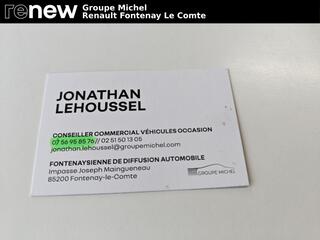 renew
Groupe Michel
Renault Fontenay Le Comte
JONATHAN
LEHOUSSEL
CONSEILLER COMMERCIAL VÉHICULES OCCASION
07 56 95 85 76 // 02 51 50 13 05
jonathan.lehoussel@groupemichel.com
FONTENAYSIENNE DE DIFFUSION AUTOMOBILE
Impasse Joseph Maingueneau
85200 Fontenay-le-Comte
GROUPE MICHEL